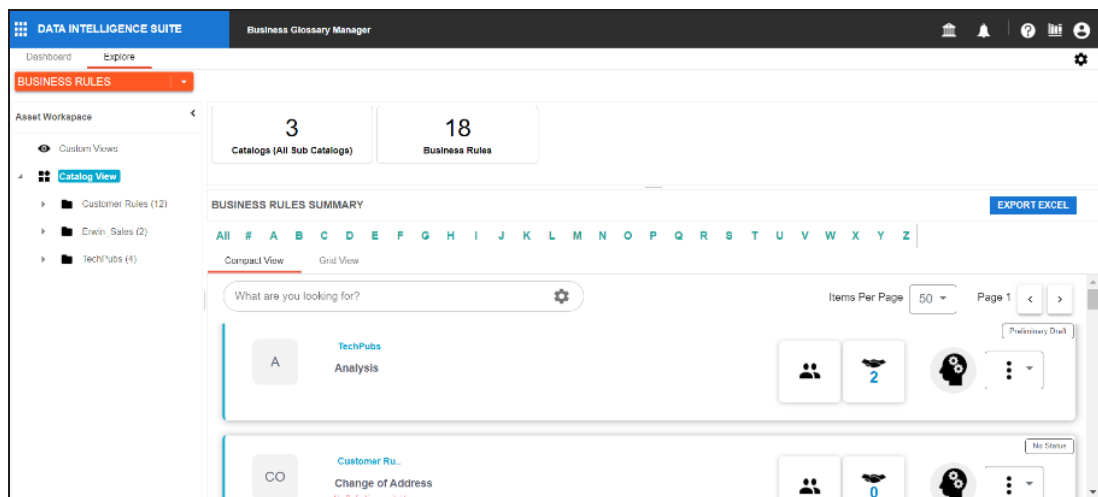 DATA INTELLIGENCE SUITE
Business Glossary Manager
Dashboard Explore
BUSINESS RULES
Asset Workspace
Custom Views
Catalog View
Customer Rules (12)
Erwin_Sales (2)
TechPubs (4)
3
Catalogs (All Sub Catalogs)
18
Business Rules
BUSINESS RULES SUMMARY
EXPORT EXCEL
All # A B C D E F G H I J K L M N O P Q R S T U V W X Y Z
Compact View Grid View
What are you looking for?
Items Per Page 50 Page 1
Preliminary Draft
A
TechPubs
Analysis
2
No Status
CO
Customer Ru...
Change of Address
0